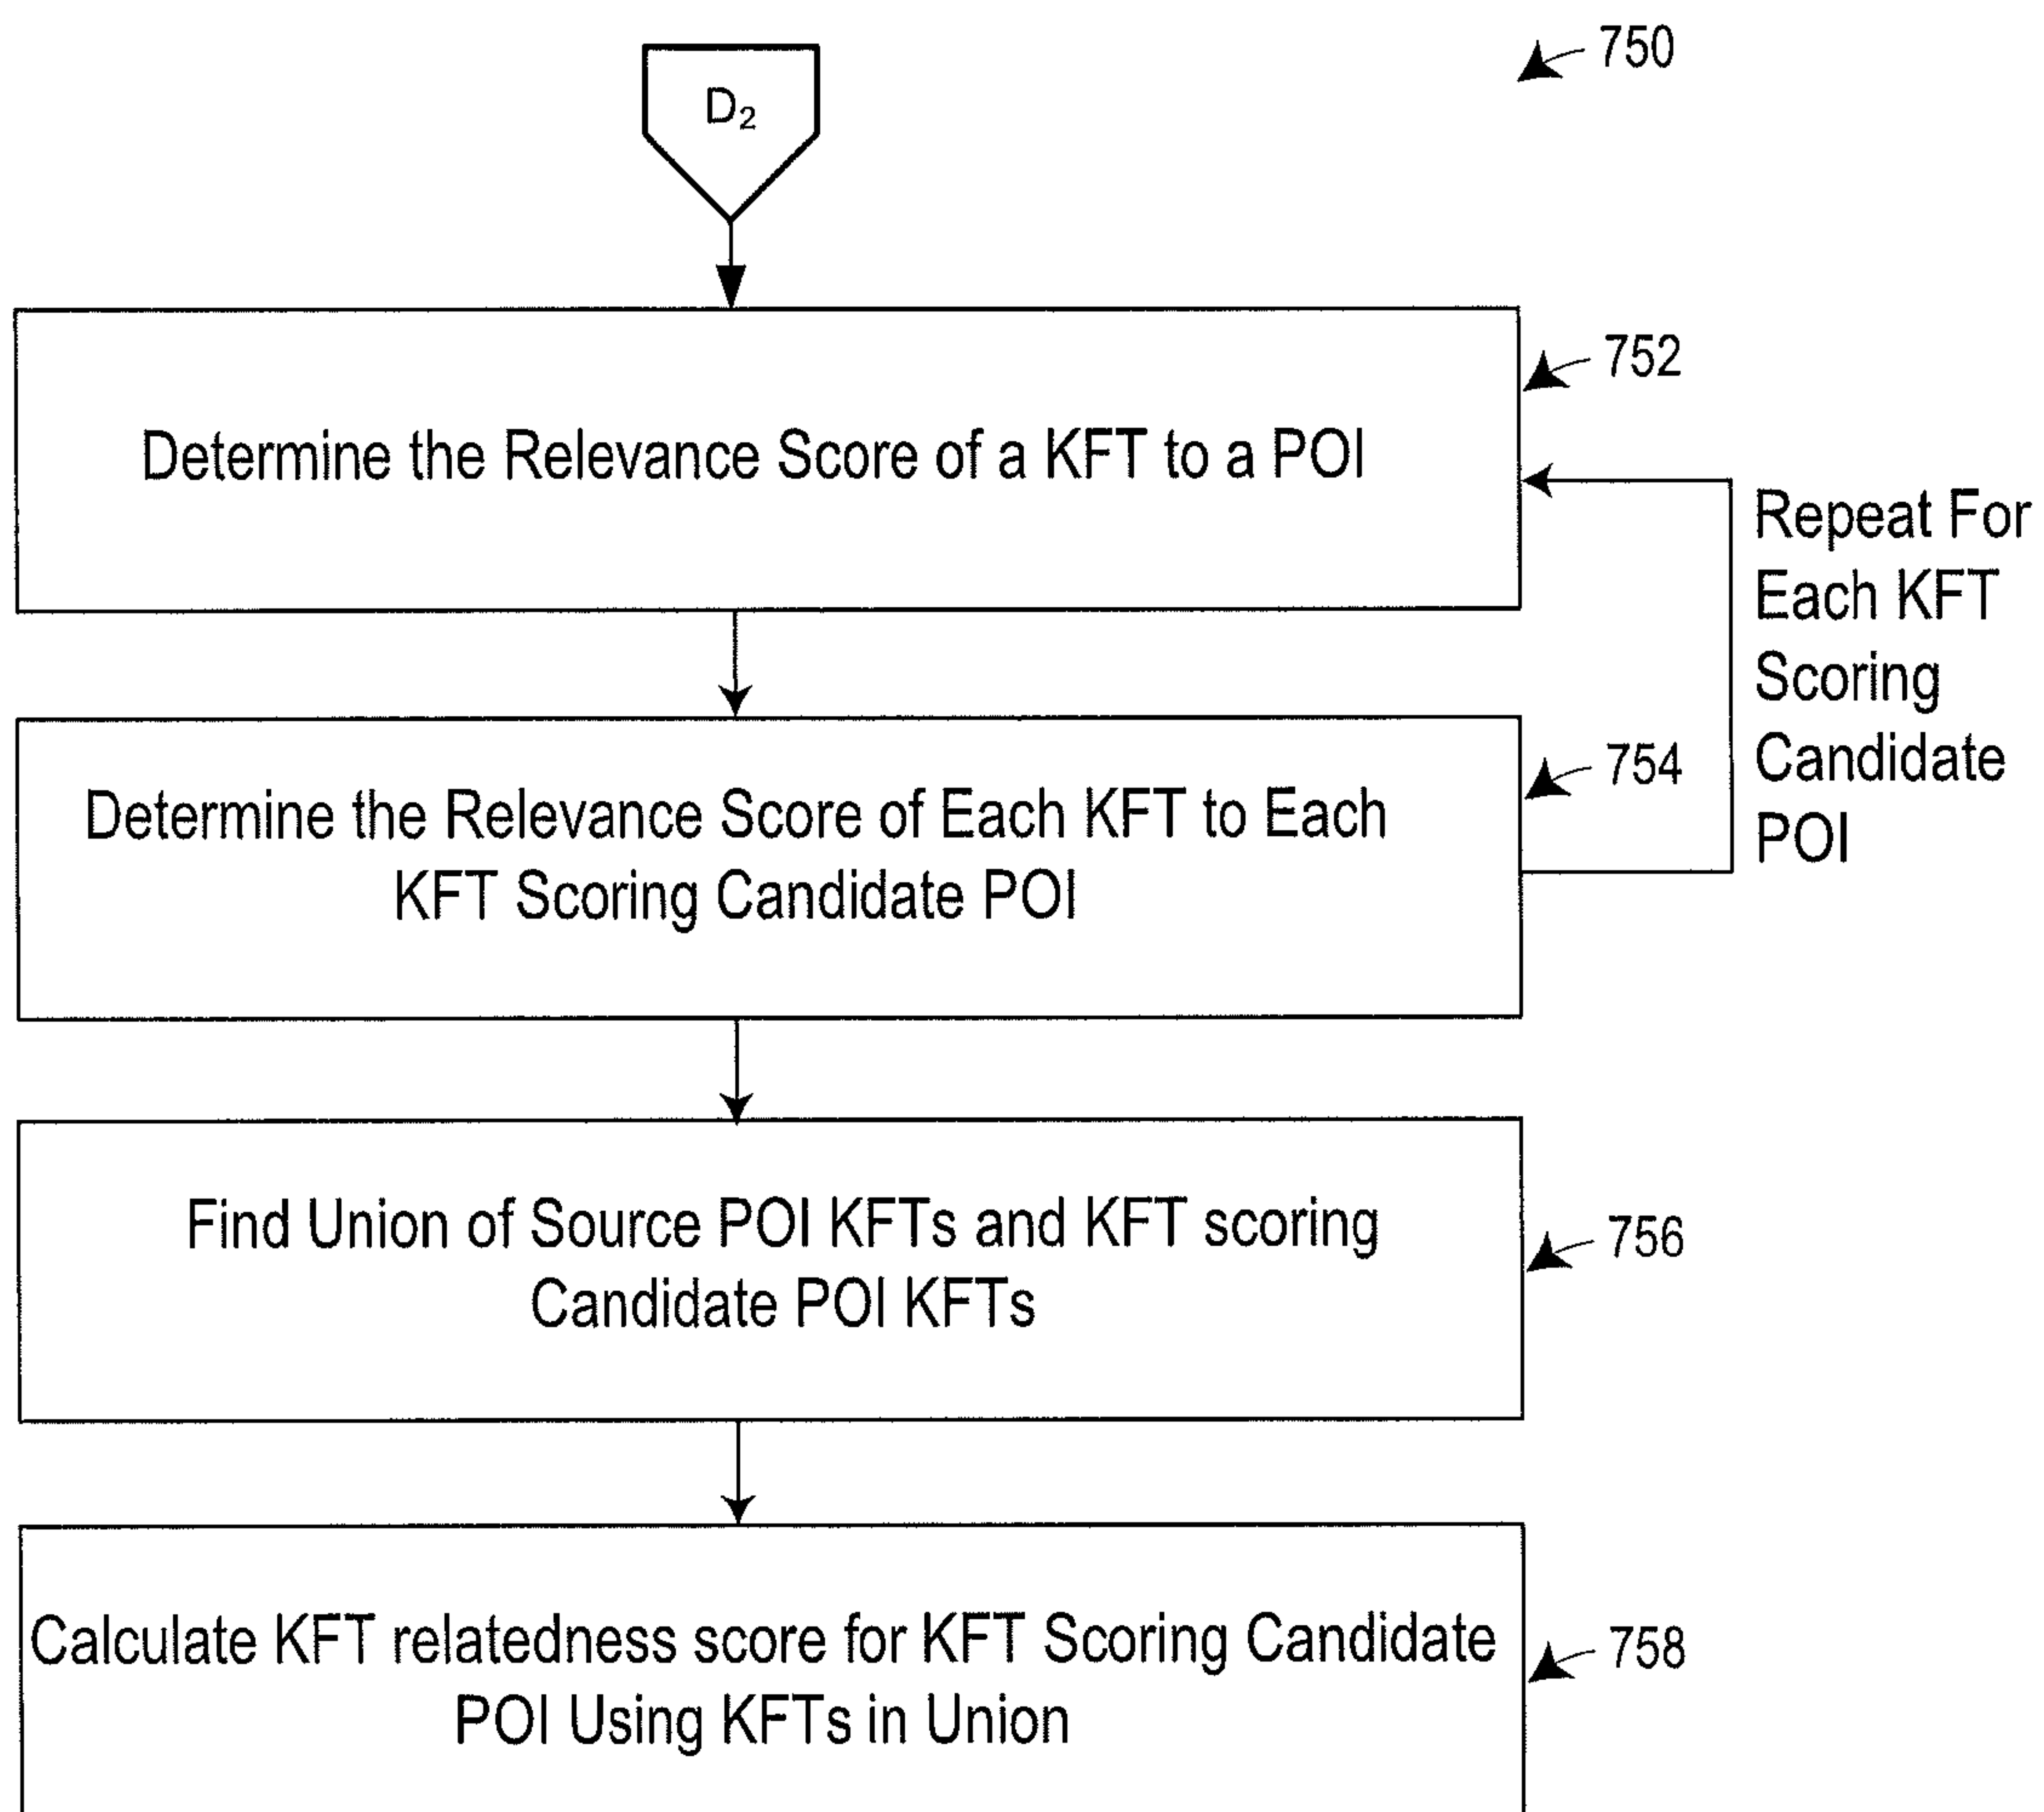 750
D₂
752
Determine the Relevance Score of a KFT to a POI
Repeat For
Each KFT
Scoring
Candidate
POI
754
Determine the Relevance Score of Each KFT to Each
KFT Scoring Candidate POI
756
Find Union of Source POI KFTs and KFT scoring
Candidate POI KFTs
758
Calculate KFT relatedness score for KFT Scoring Candidate
POI Using KFTs in Union